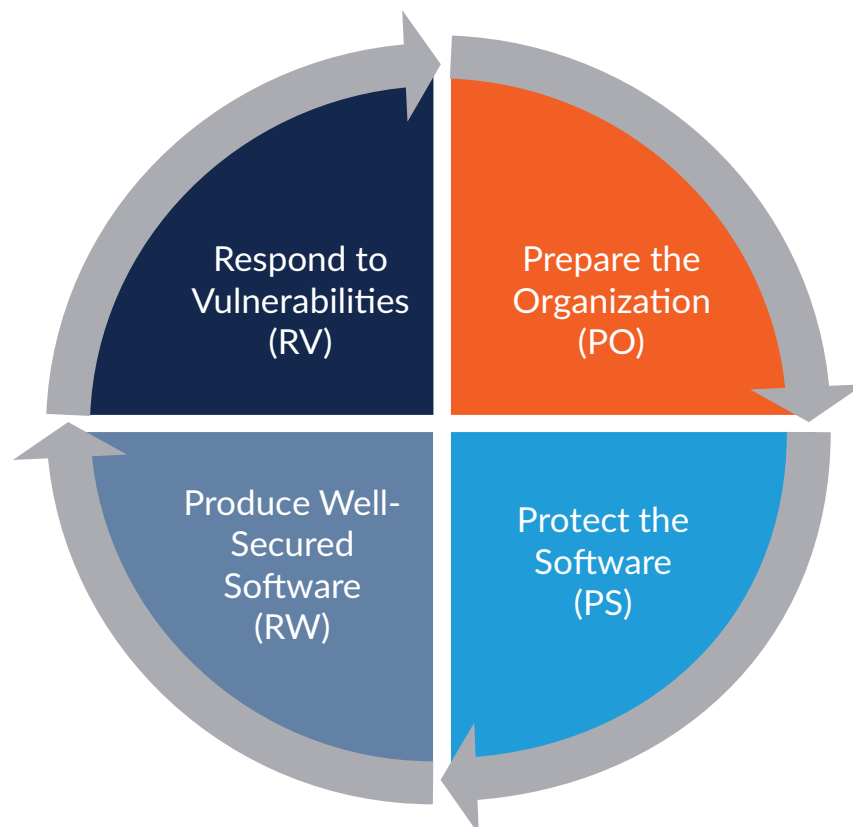 Respond to
Vulnerabilities
(RV)
Prepare the
Organization
(PO)
Produce Well-
Secured
Software
(RW)
Protect the
Software
(PS)